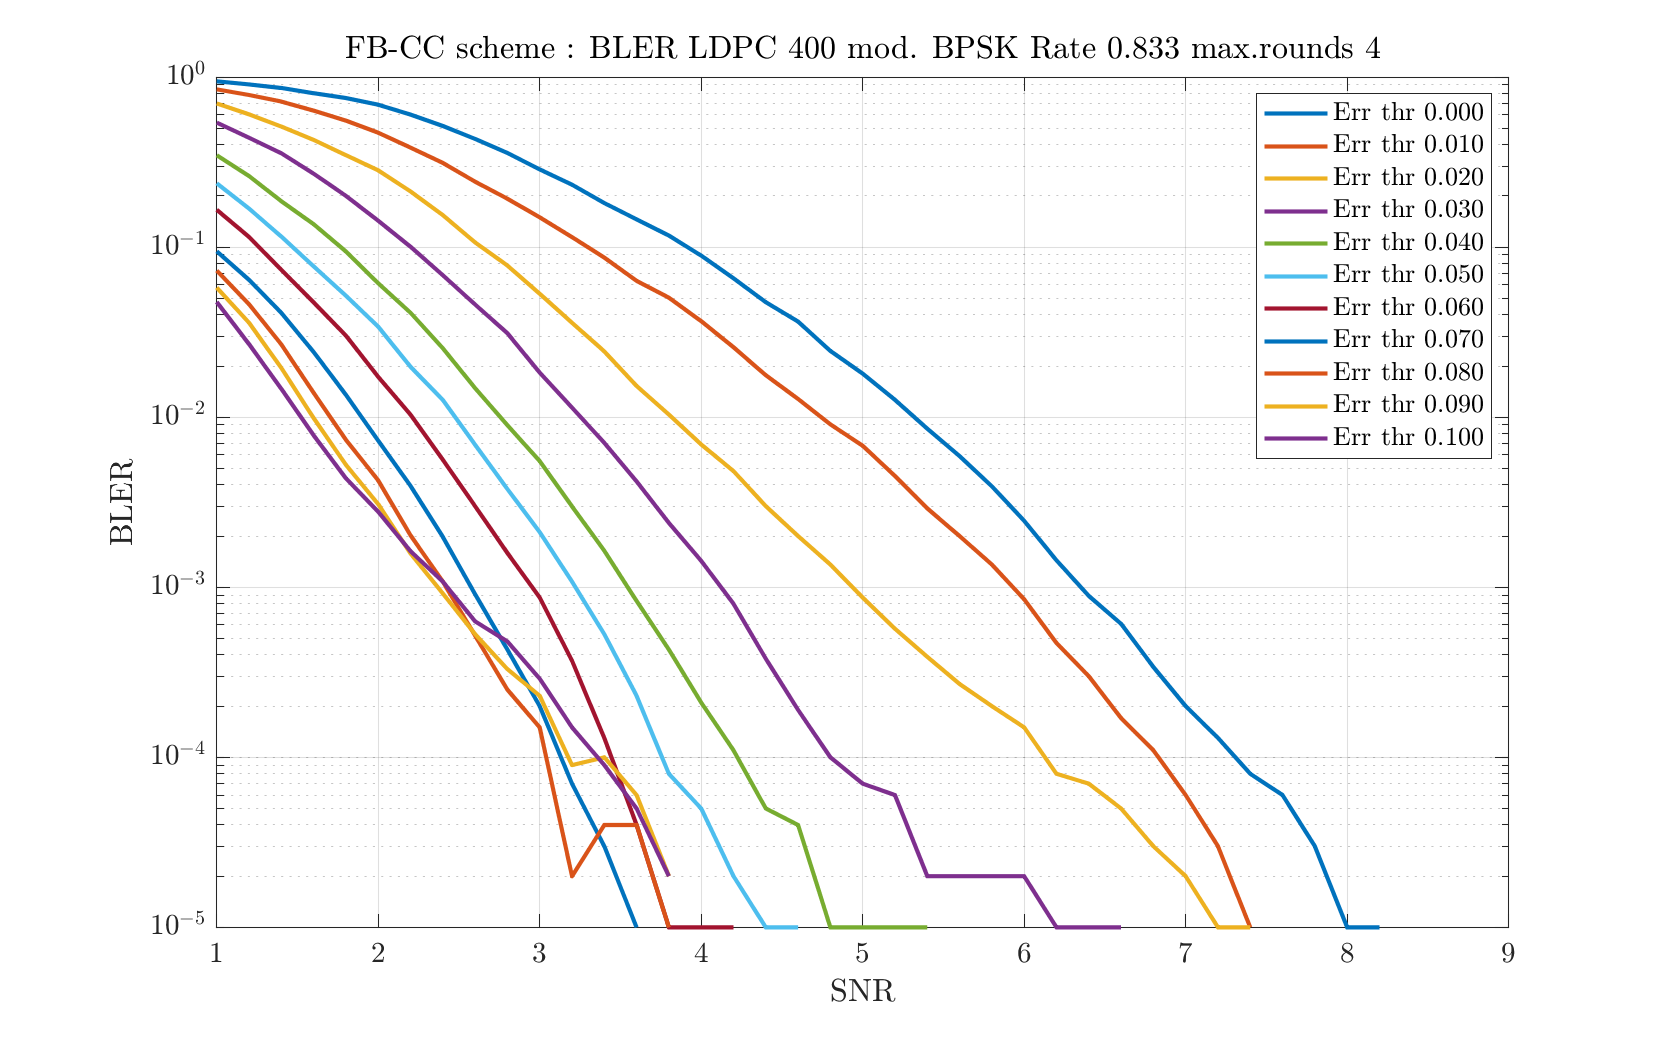 FB-CC scheme : BLER LDPC 400 mod. BPSK Rate 0.833 max.rounds 4
10^0
10^-1
10^-2
10^-3
10^-4
10^-5
BLER
Err thr 0.000
Err thr 0.010
Err thr 0.020
Err thr 0.030
Err thr 0.040
Err thr 0.050
Err thr 0.060
Err thr 0.070
Err thr 0.080
Err thr 0.090
Err thr 0.100
1 2 3 4 5 6 7 8 9
SNR